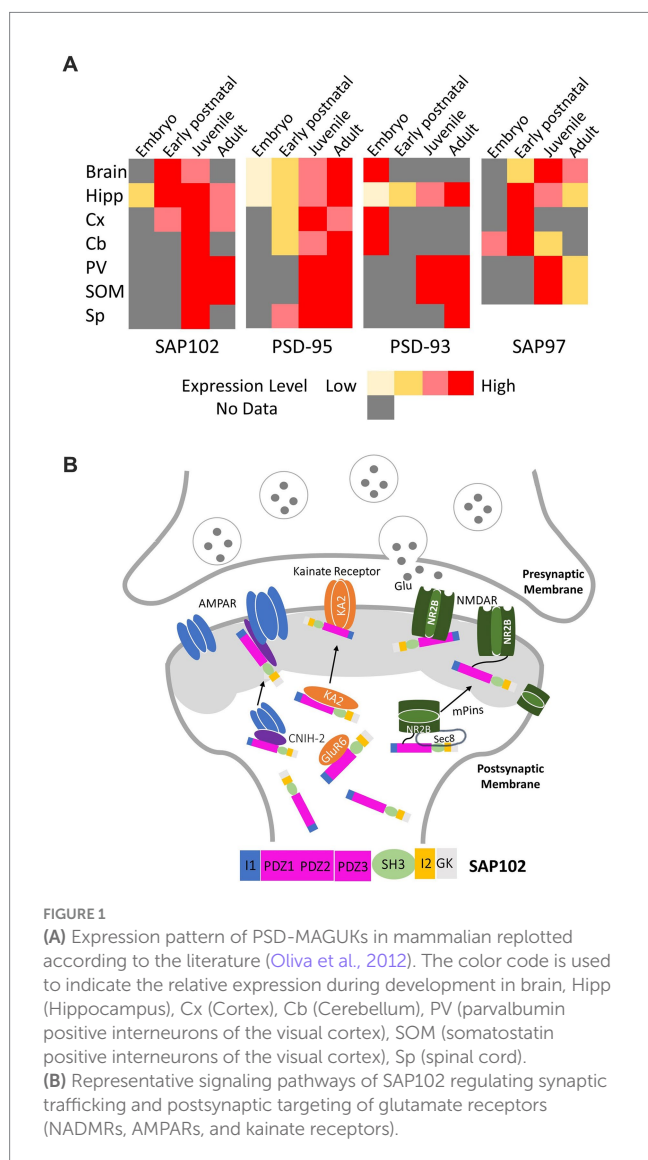 A
Embryo Early postnatal Juvenile Adult Embryo Early postnatal Juvenile Adult Embryo Early postnatal Juvenile Adult Embryo Early postnatal Juvenile Adult
Brain
Hipp
Cx
Cb
PV
SOM
Sp
SAP102 PSD-95 PSD-93 SAP97
Expression Level Low High
No Data
B
Kainate Receptor
Glu
Presynaptic
Membrane
AMPAR
KA2
NMDAR
NR2B
NR2B
KA2
mPins
CNIH-2
NR2B
Sec8
GluR6
Postsynaptic
Membrane
I1 PDZ1 PDZ2 PDZ3 SH3 I2 GK SAP102
FIGURE 1
(A) Expression pattern of PSD-MAGUKs in mammalian replotted
according to the literature (Oliva et al., 2012). The color code is used
to indicate the relative expression during development in brain, Hipp
(Hippocampus), Cx (Cortex), Cb (Cerebellum), PV (parvalbumin
positive interneurons of the visual cortex), SOM (somatostatin
positive interneurons of the visual cortex), Sp (spinal cord).
(B) Representative signaling pathways of SAP102 regulating synaptic
trafficking and postsynaptic targeting of glutamate receptors
(NADMRs, AMPARs, and kainate receptors).